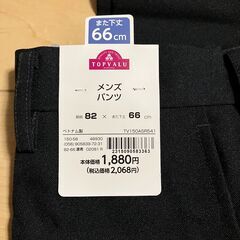 また下丈
66cm
TOPVALU
メンズ
パンツ
胴囲 82 × また下丈 66 cm
ベトナム製 TV150ASR541
本体価格 1,880円
(税込価格2,068円)